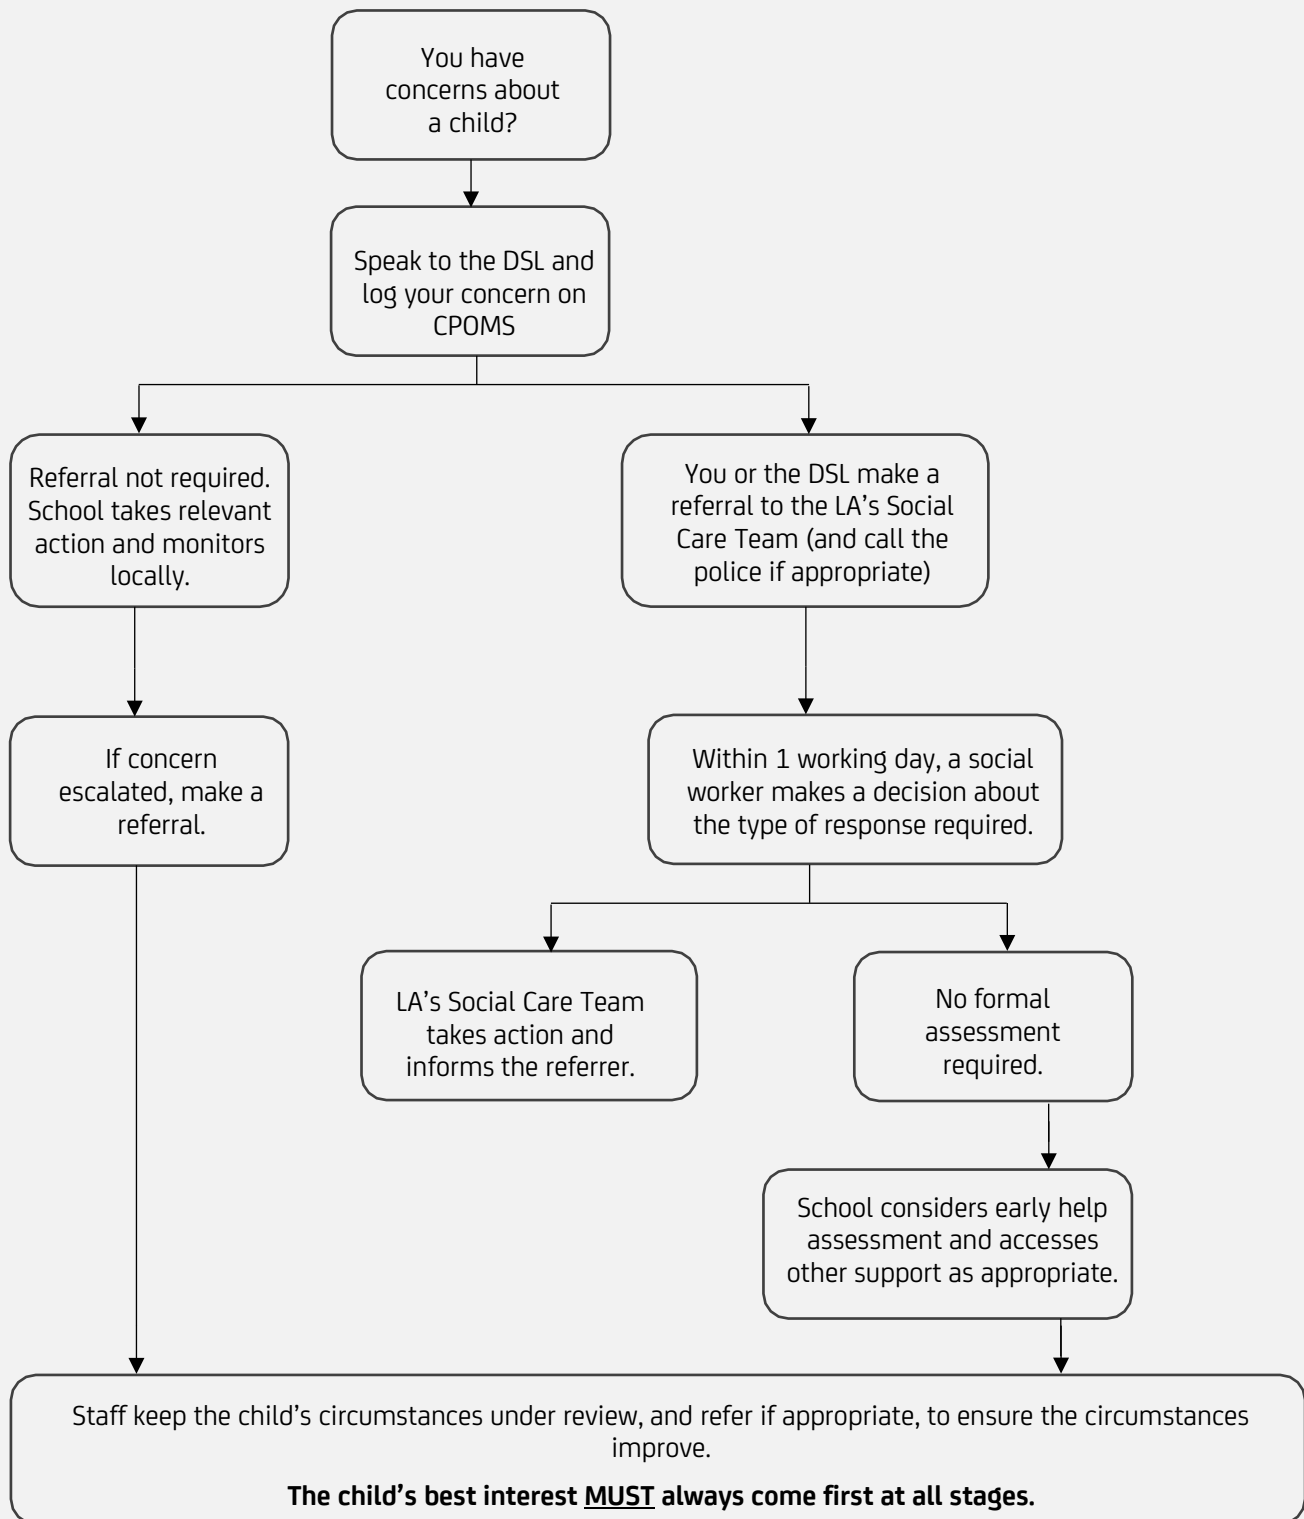 You have
concerns about
a child?
Speak to the DSL and
log your concern on
CPOMS
Referral not required.
School takes relevant
action and monitors
locally.
You or the DSL make a
referral to the LA’s Social
Care Team (and call the
police if appropriate)
If concern
escalated, make a
referral.
Within 1 working day, a social
worker makes a decision about
the type of response required.
LA’s Social Care Team
takes action and
informs the referrer.
No formal
assessment
required.
School considers early help
assessment and accesses
other support as appropriate.
Staff keep the child’s circumstances under review, and refer if appropriate, to ensure the circumstances
improve.
The child’s best interest MUST always come first at all stages.